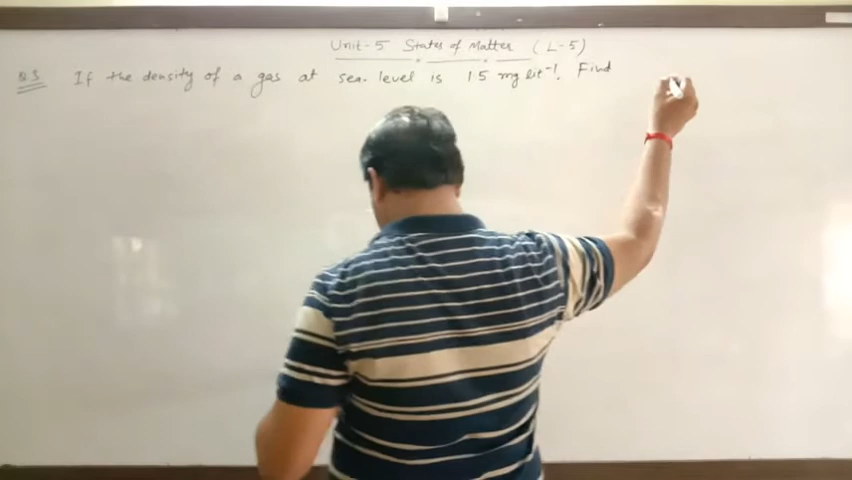 Unit-5 States of Matter (L-5)
Q.3 If the density of a gas at sea level is 1.5 mg lit⁻¹. Find